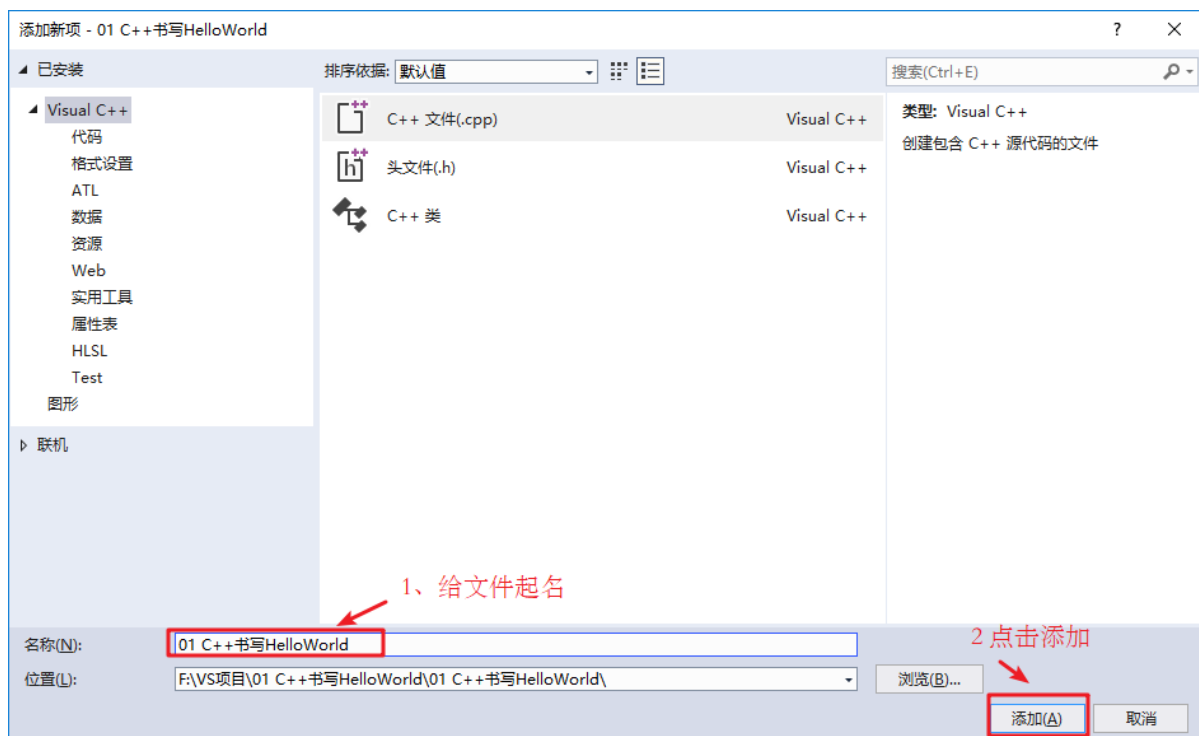 添加新项 - 01 C++书写HelloWorld
? ×
已安装
排序依据: 默认值
搜索(Ctrl+E)
Visual C++
代码
格式设置
ATL
数据
资源
Web
实用工具
属性表
HLSL
Test
图形
联机
C++ 文件(.cpp) Visual C++
头文件(.h) Visual C++
C++ 类 Visual C++
类型: Visual C++
创建包含 C++ 源代码的文件
1、给文件起名
名称(N): 01 C++书写HelloWorld
2 点击添加
位置(L): F:\VS项目\01 C++书写HelloWorld\01 C++书写HelloWorld\
浏览(B)...
添加(A) 取消